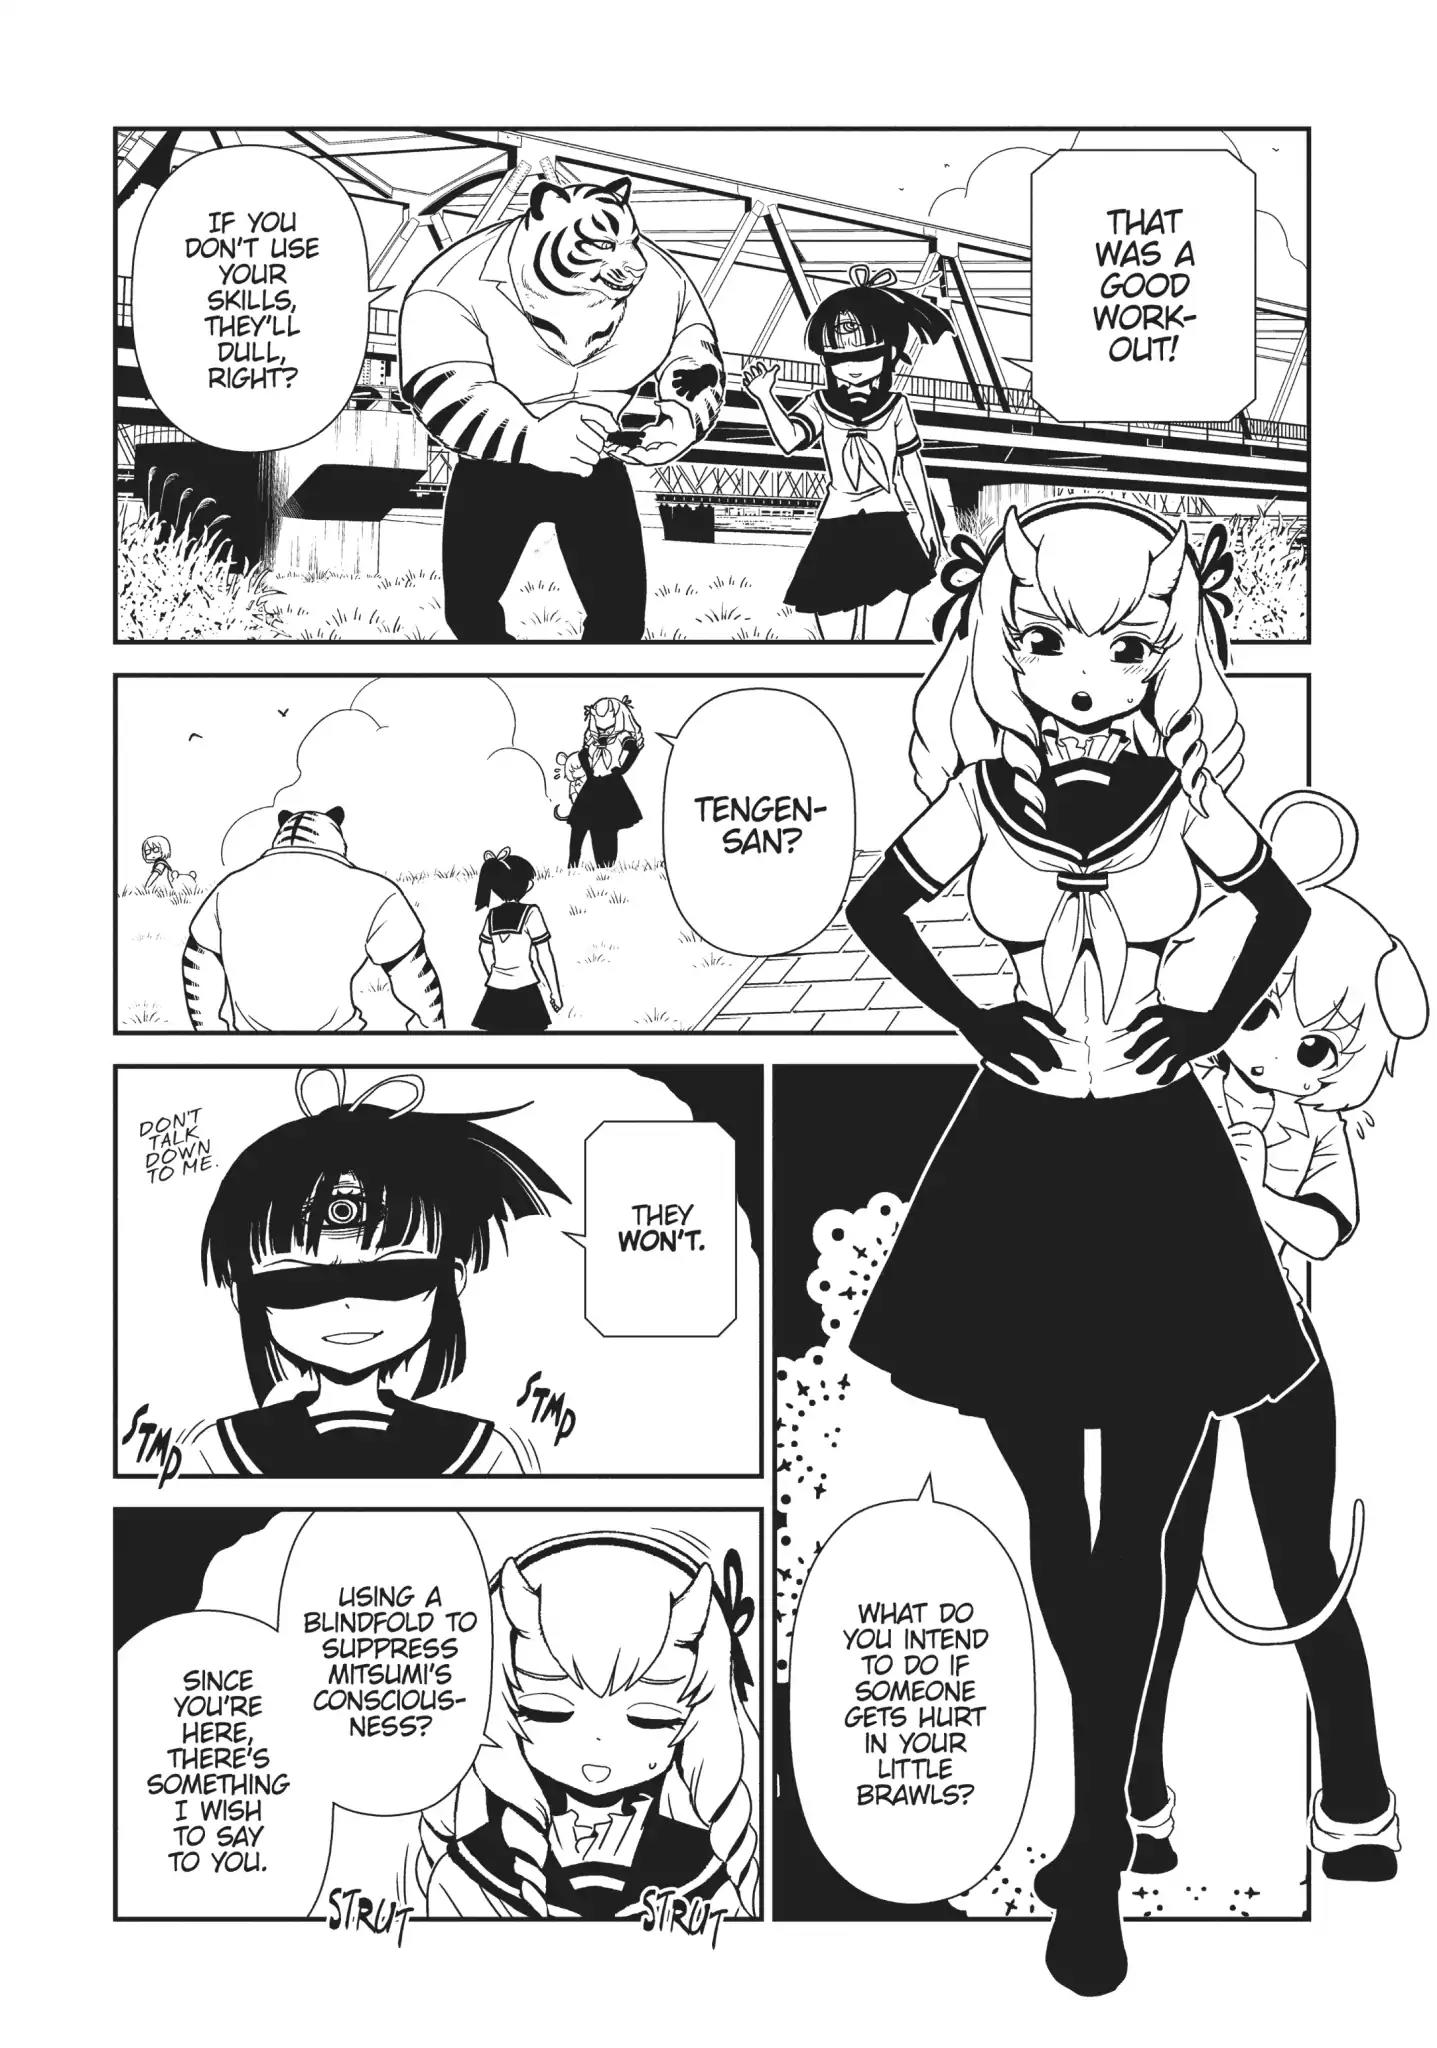 THAT
WAS A
GOOD
WORK-
OUT!
IF YOU
DON'T USE
YOUR
SKILLS,
THEY'LL
DULL,
RIGHT?
TENGEN-
SAN?
WHAT DO
YOU INTEND
TO DO IF
SOMEONE
GETS HURT
IN YOUR
LITTLE
BRAWLS?
THEY
WON'T.
DON'T
TALK
DOWN
TO ME.
STMP
STMP
USING A
BLINDFOLD TO
SUPPRESS
MITSUMI'S
CONSCIOUS-
NESS?
SINCE
YOU'RE
HERE,
THERE'S
SOMETHING
I WISH
TO SAY
TO YOU.
STRUT
STRUT